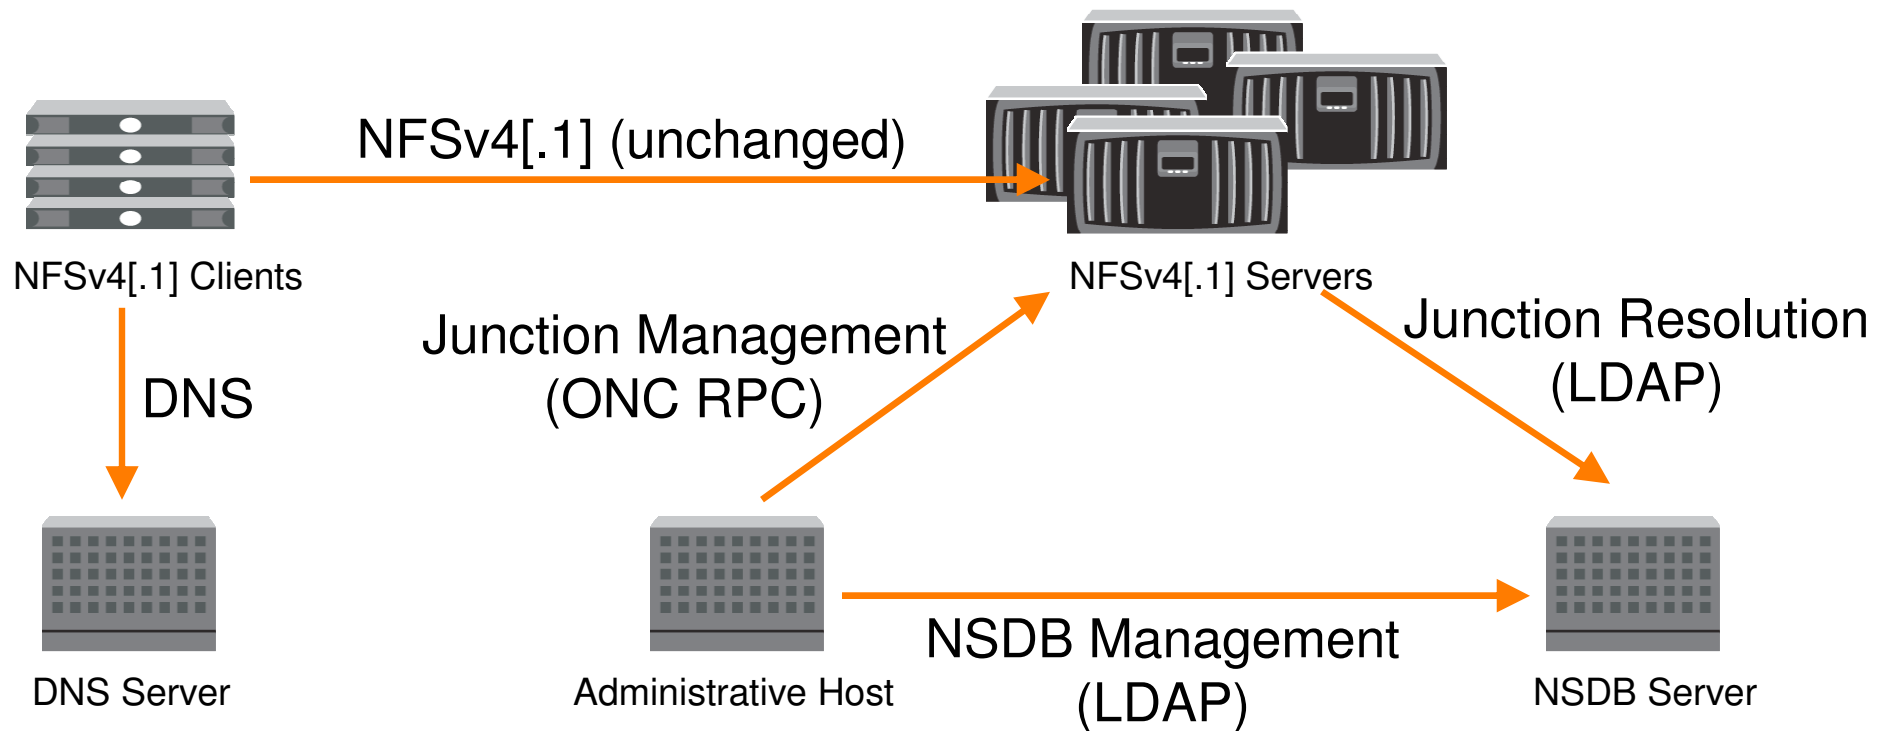 NFSv4[.1] (unchanged)
NFSv4[.1] Clients
NFSv4[.1] Servers
Junction Management
(ONC RPC)
Junction Resolution
(LDAP)
DNS
NSDB Management
(LDAP)
DNS Server
Administrative Host
NSDB Server